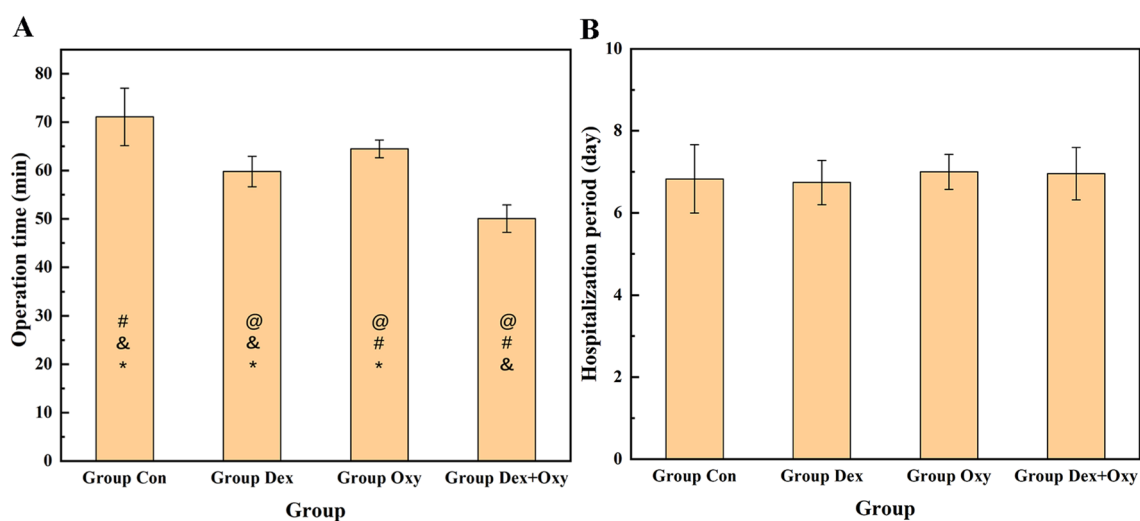 A
Operation time (min)
80
70
60
50
40
30
20
10
0
#
&
*
@
&
*
@
#
*
@
#
&
Group Con
Group Dex
Group Oxy
Group Dex+Oxy
Group
B
Hospitalization period (day)
10
8
6
4
2
0
Group Con
Group Dex
Group Oxy
Group Dex+Oxy
Group